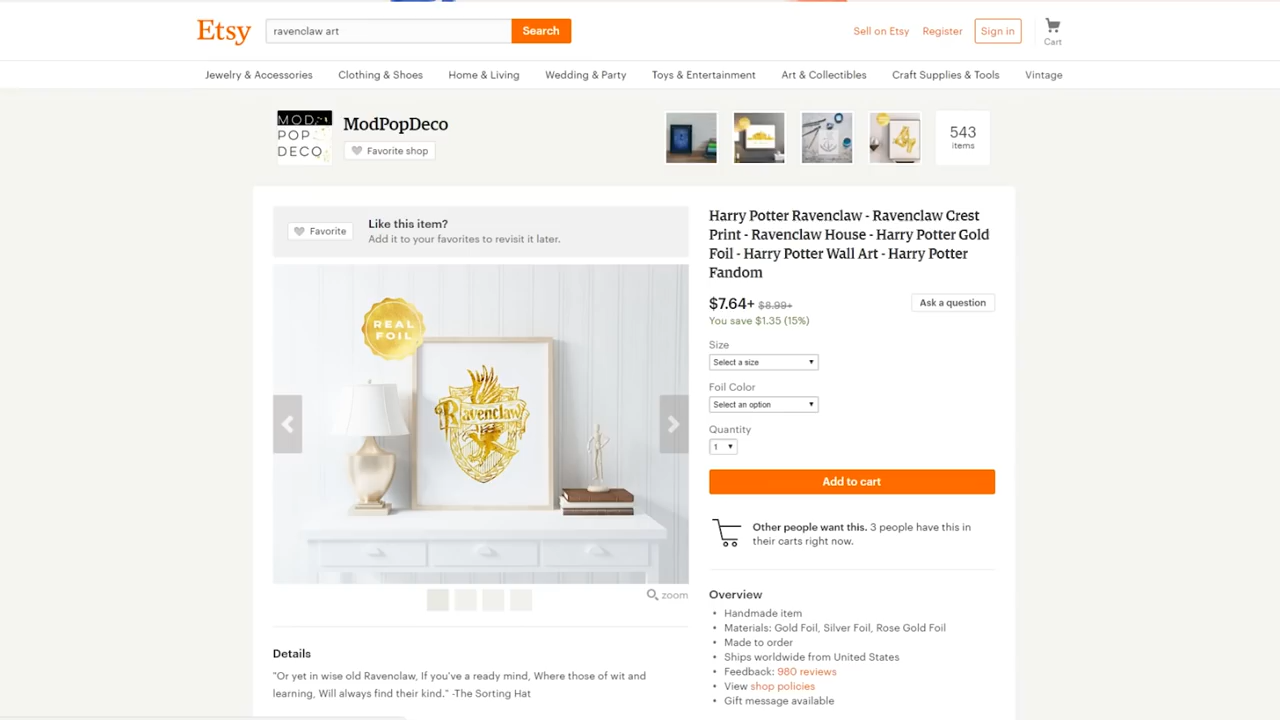 Etsy
ravenclaw art
Search
Sell on Etsy
Register
Sign in
Cart
Jewelry & Accessories
Clothing & Shoes
Home & Living
Wedding & Party
Toys & Entertainment
Art & Collectibles
Craft Supplies & Tools
Vintage
MOD
POP
DECO
ModPopDeco
Favorite shop
543
items
Favorite
Like this item?
Add it to your favorites to revisit it later.
REAL
FOIL
Ravenclaw
zoom
Details
"Or yet in wise old Ravenclaw, If you've a ready mind, Where those of wit and
learning, Will always find their kind." -The Sorting Hat
Harry Potter Ravenclaw - Ravenclaw Crest
Print - Ravenclaw House - Harry Potter Gold
Foil - Harry Potter Wall Art - Harry Potter
Fandom
$7.64+ $8.99+
Ask a question
You save $1.35 (15%)
Size
Select a size
Foil Color
Select an option
Quantity
1
Add to cart
Other people want this. 3 people have this in
their carts right now.
Overview
• Handmade item
• Materials: Gold Foil, Silver Foil, Rose Gold Foil
• Made to order
• Ships worldwide from United States
• Feedback: 980 reviews
• View shop policies
• Gift message available